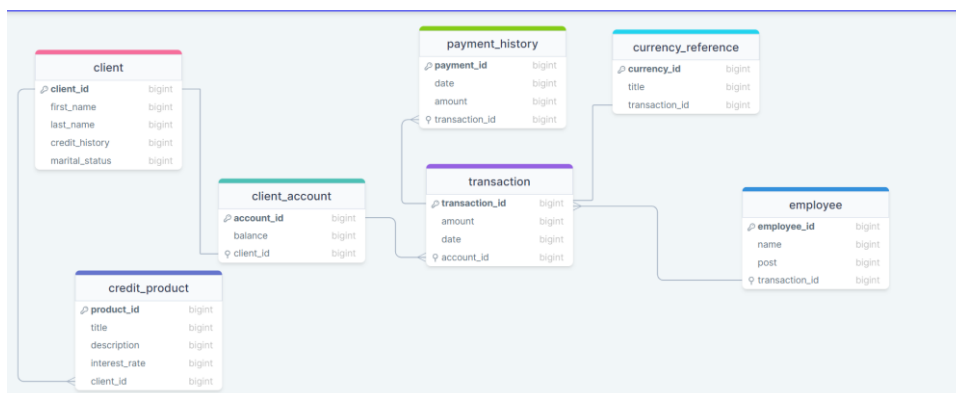 client
client_id bigint
first_name bigint
last_name bigint
credit_history bigint
marital_status bigint
client_account
account_id bigint
balance bigint
client_id bigint
credit_product
product_id bigint
title bigint
description bigint
interest_rate bigint
client_id bigint
payment_history
payment_id bigint
date bigint
amount bigint
transaction_id bigint
transaction
transaction_id bigint
amount bigint
date bigint
account_id bigint
currency_reference
currency_id bigint
title bigint
transaction_id bigint
employee
employee_id bigint
name bigint
post bigint
transaction_id bigint